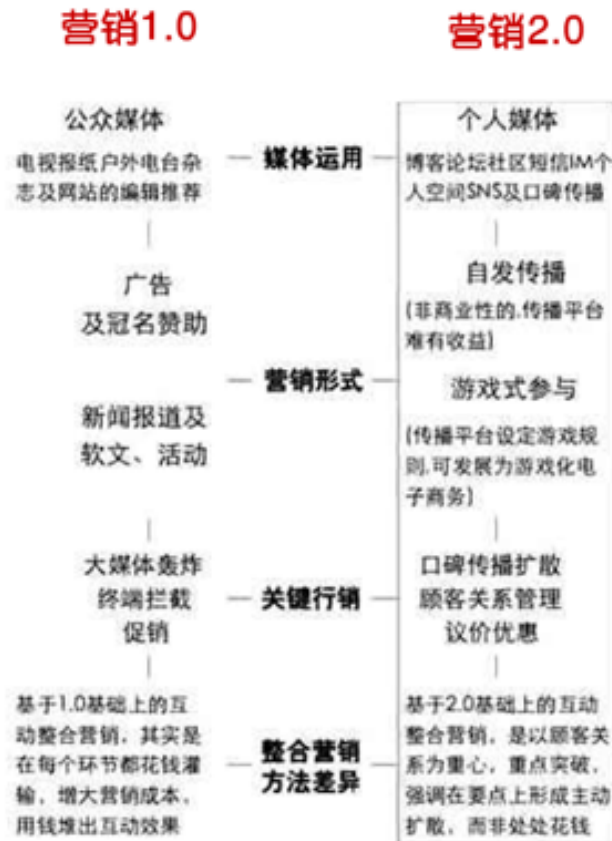 营销1.0
营销2.0
公众媒体
电视报纸户外电台杂
志及网站的编辑推荐
媒体运用
个人媒体
博客论坛社区短信IM个
人空间SNS及口碑传播
广告
及冠名赞助
新闻报道及
软文、活动
营销形式
自发传播
(非商业性的,传播平台
难有收益)
游戏式参与
(传播平台设定游戏规
则,可发展为游戏化电
子商务)
大媒体轰炸
终端拦截
促销
关键行销
口碑传播扩散
顾客关系管理
议价优惠
基于1.0基础上的互
动整合营销，其实是
在每个环节都花钱灌
输，增大营销成本，
用钱堆出互动效果
整合营销
方法差异
基于2.0基础上的互动
整合营销，是以顾客关
系为重心，重点突破，
强调在要点上形成主动
扩散，而非处处花钱